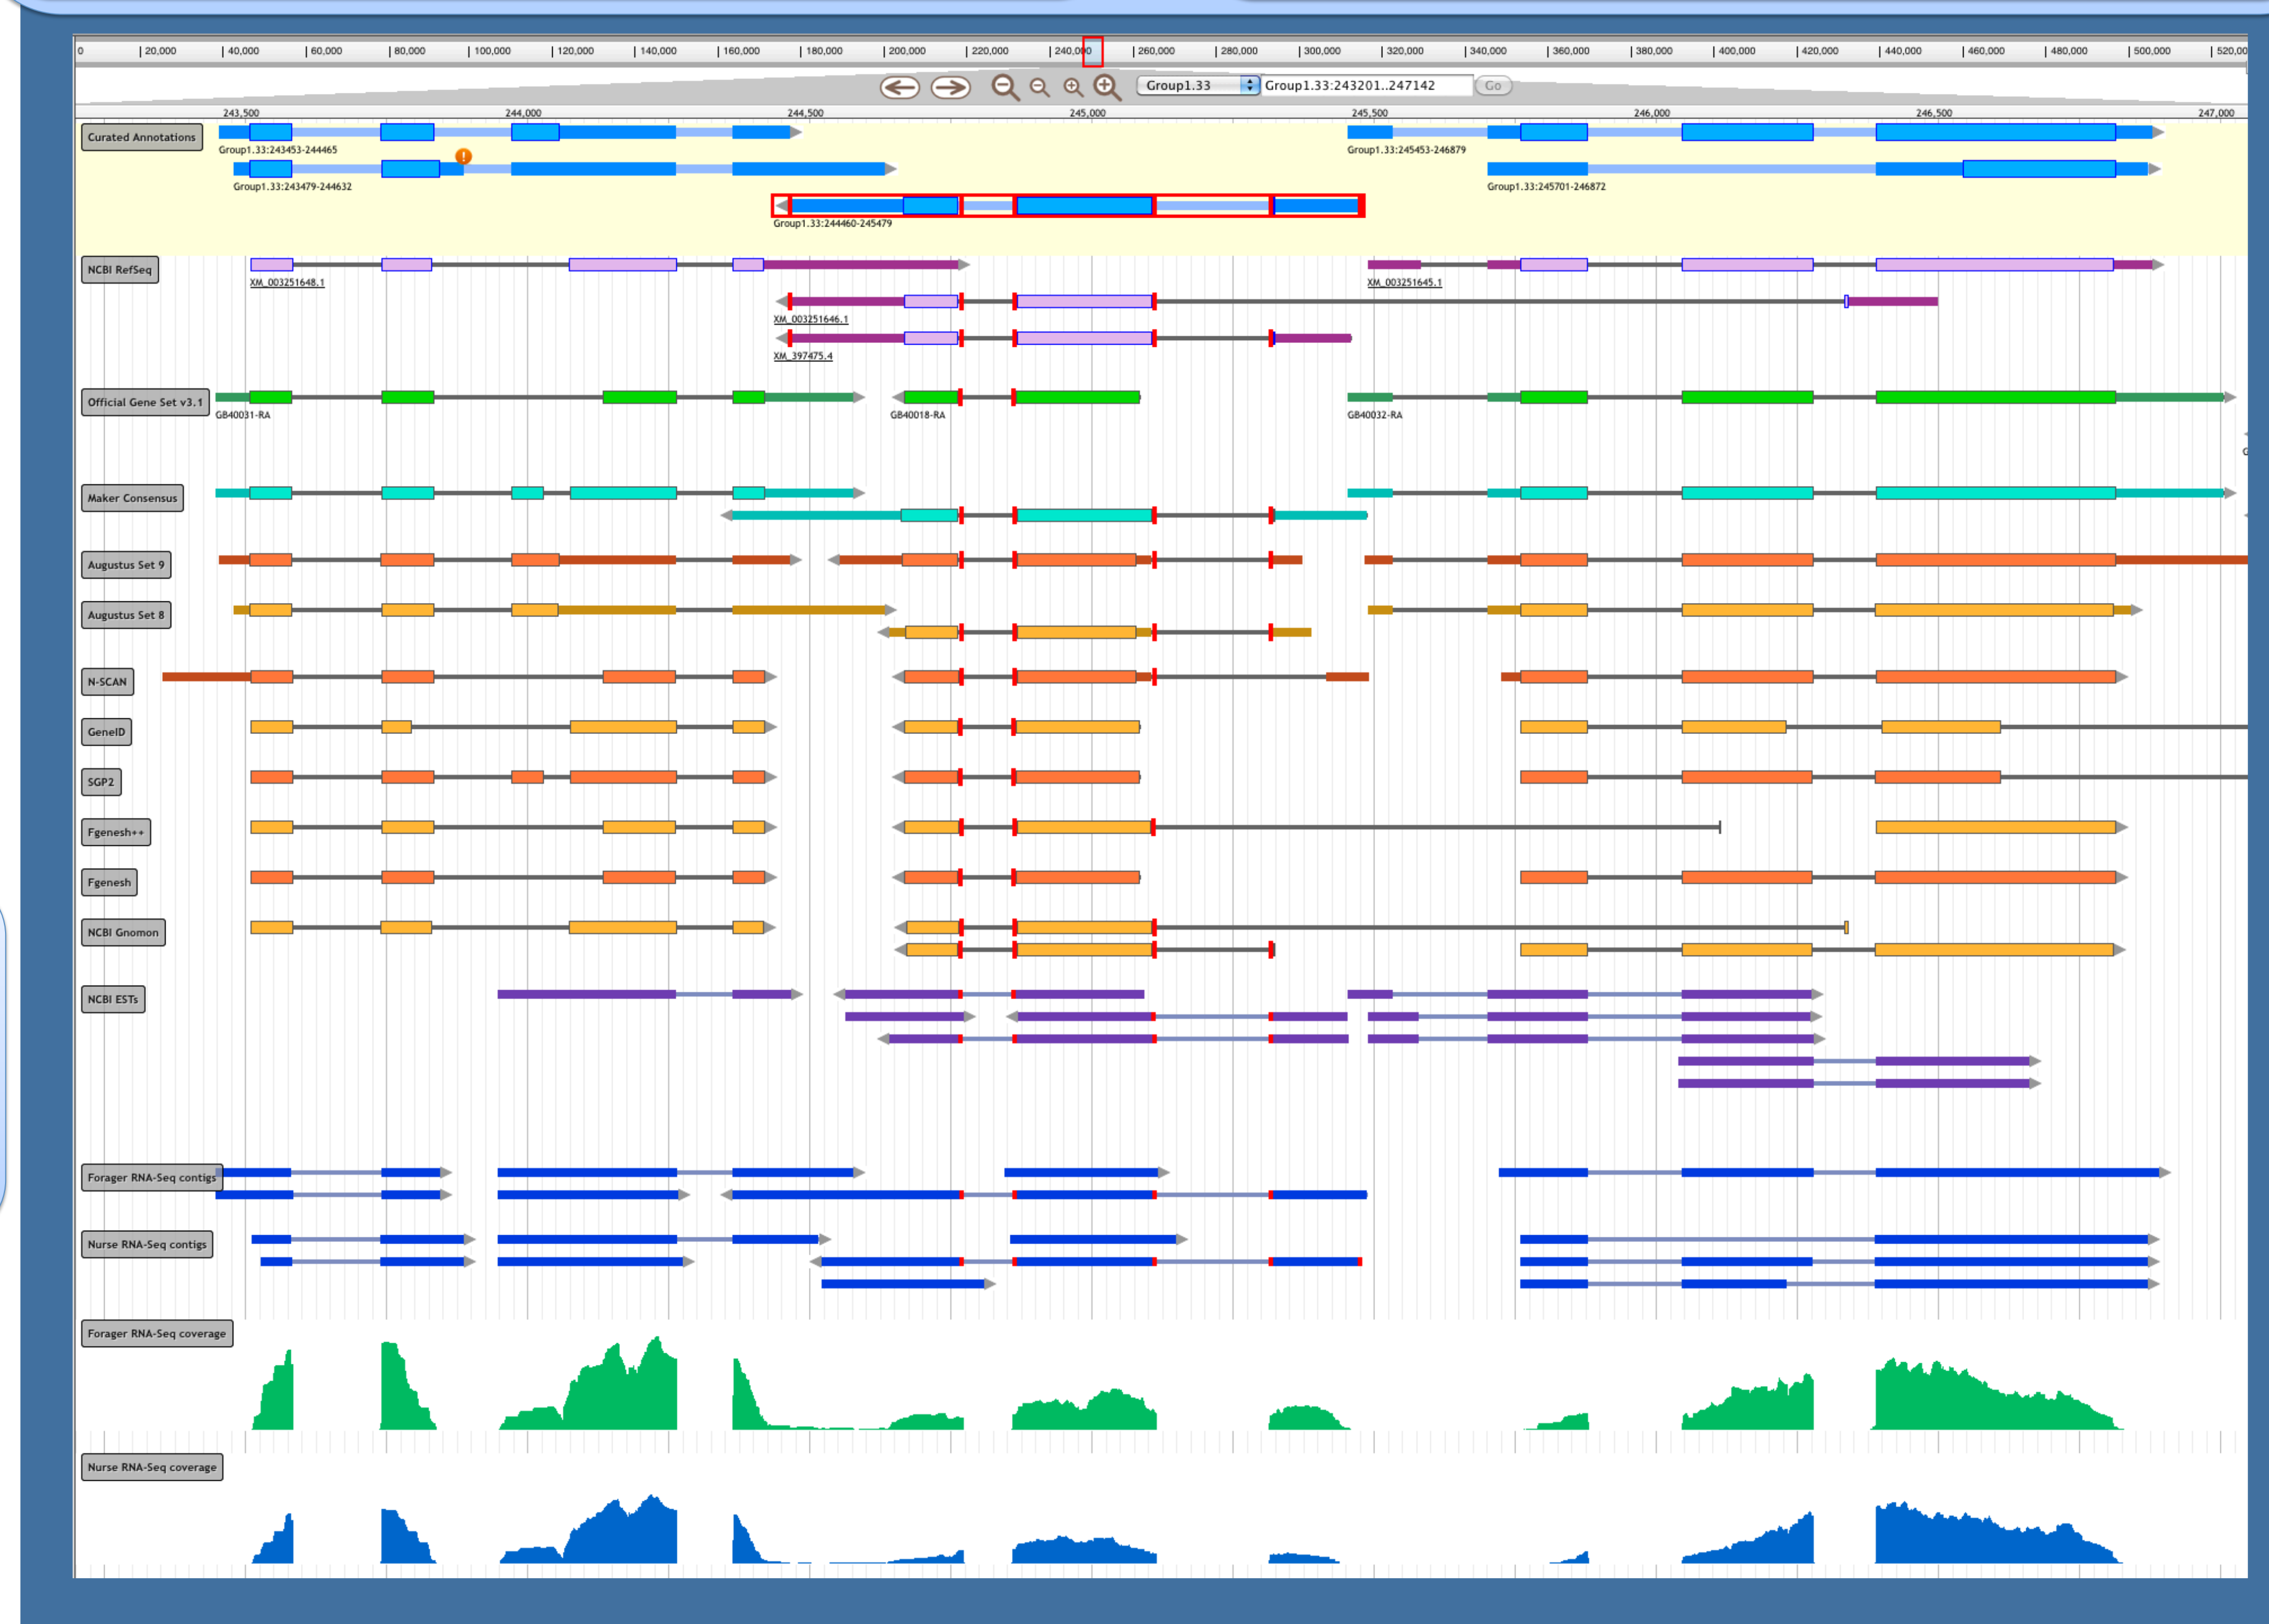 0 20,000 40,000 60,000 80,000 100,000 120,000 140,000 160,000 180,000 200,000 220,000 240,000 260,000 280,000 300,000 320,000 340,000 360,000 380,000 400,000 420,000 440,000 460,000 480,000 500,000 520,0
Group1.33 Group1.33:243201..247142 Go
243,500 244,000 244,500 245,000 245,500 246,000 246,500 247,000
Curated Annotations
Group1.33:243453-244465 Group1.33:245453-246879
!
Group1.33:243479-244632 Group1.33:245701-246872
Group1.33:244460-245479
NCBI RefSeq
XM_003251648.1 XM_003251645.1
XM_003251646.1
XM_397475.4
Official Gene Set v3.1
GB40031-RA GB40018-RA GB40032-RA
Maker Consensus
Augustus Set 9
Augustus Set 8
N-SCAN
GeneID
SGP2
Fgenesh++
Fgenesh
NCBI Gnomon
NCBI ESTs
Forager RNA-Seq contigs
Nurse RNA-Seq contigs
Forager RNA-Seq coverage
Nurse RNA-Seq coverage